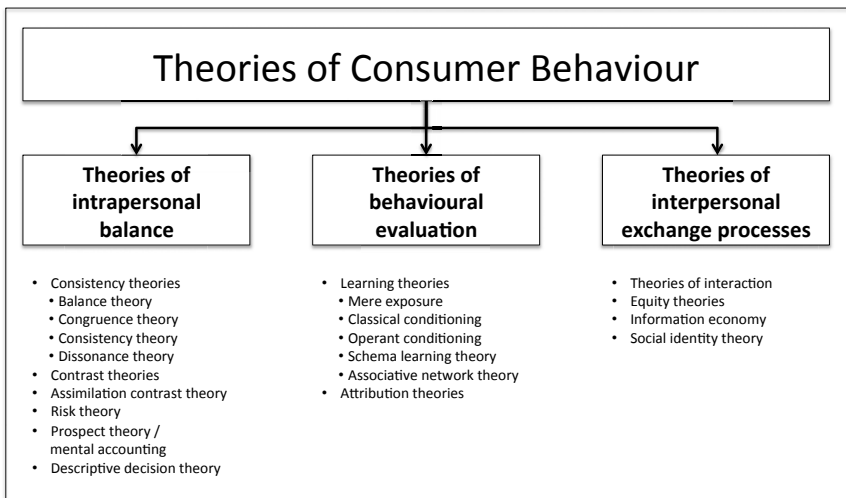 Theories of Consumer Behaviour
Theories of
intrapersonal
balance
• Consistency theories
• Balance theory
• Congruence theory
• Consistency theory
• Dissonance theory
• Contrast theories
• Assimilation contrast theory
• Risk theory
• Prospect theory /
mental accounting
• Descriptive decision theory
Theories of
behavioural
evaluation
• Learning theories
• Mere exposure
• Classical conditioning
• Operant conditioning
• Schema learning theory
• Associative network theory
• Attribution theories
Theories of
interpersonal
exchange processes
• Theories of interaction
• Equity theories
• Information economy
• Social identity theory